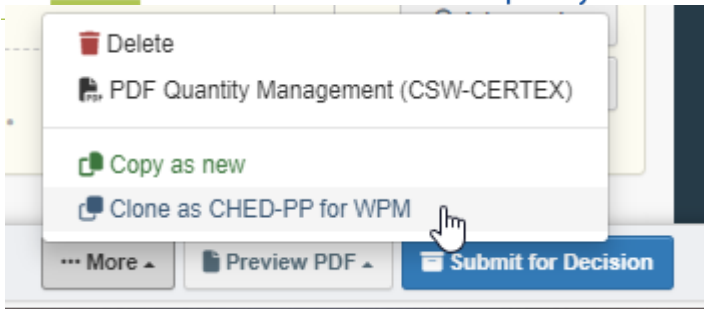 Delete
PDF Quantity Management (CSW-CERTEX)
Copy as new
Clone as CHED-PP for WPM
More
Preview PDF
Submit for Decision